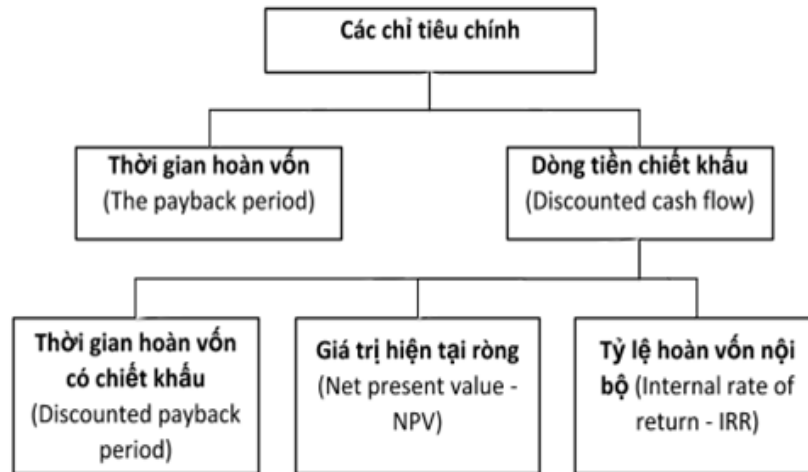 Các chỉ tiêu chính
Thời gian hoàn vốn
(The payback period)
Dòng tiền chiết khấu
(Discounted cash flow)
Thời gian hoàn vốn
có chiết khấu
(Discounted payback
period)
Giá trị hiện tại ròng
(Net present value -
NPV)
Tỷ lệ hoàn vốn nội
bộ (Internal rate of
return - IRR)